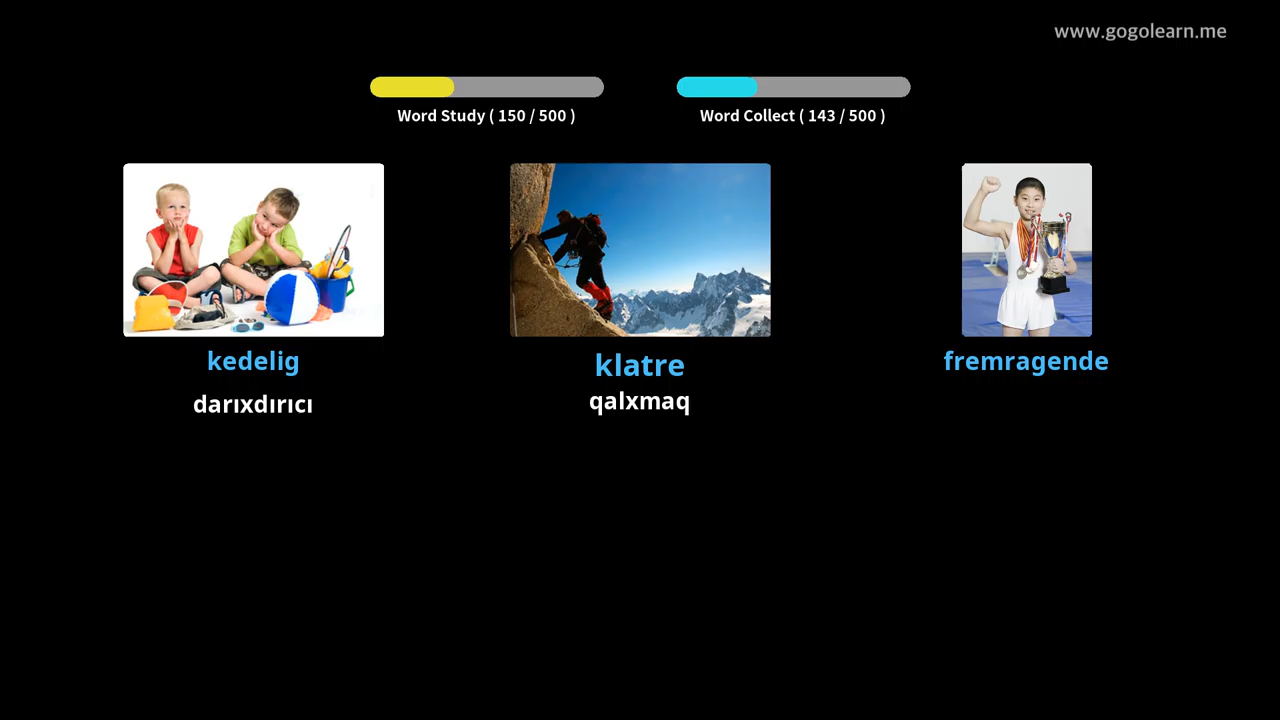 www.gogolearn.me
Word Study ( 150 / 500 )
Word Collect ( 143 / 500 )
kedelig
klatre
fremragende
darıxdırıcı
qalxmaq